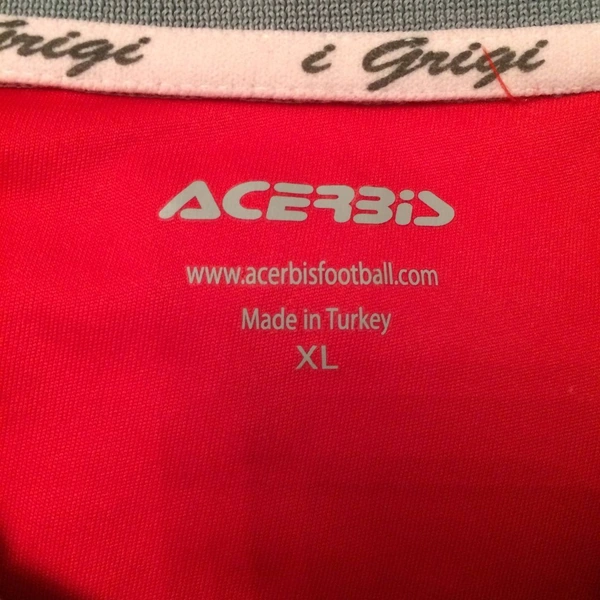 Grigi i Grigi
ACERBIS
www.acerbisfootball.com
Made in Turkey
XL